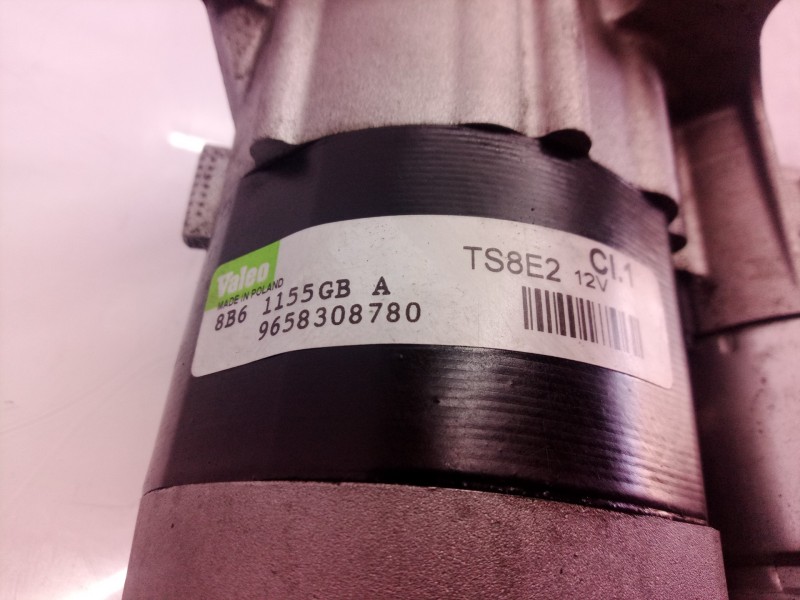 Valeo
MADE IN POLAND
8B6 1155GB A
9658308780
TS8E2 12V
Cl.1